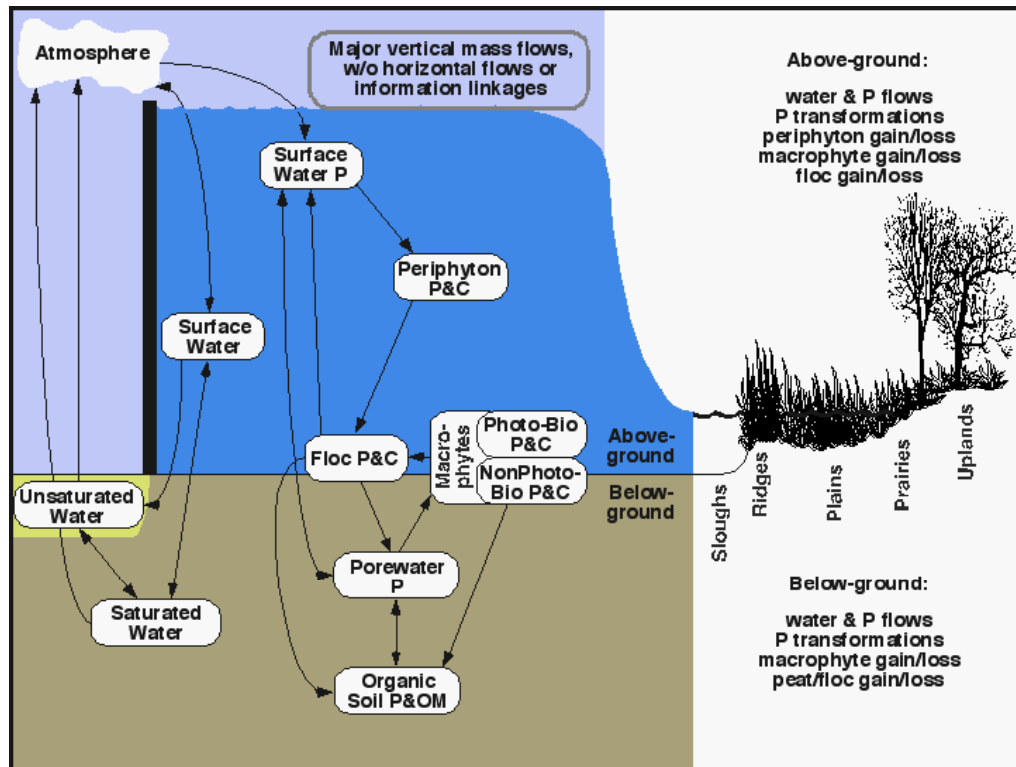 Atmosphere
Major vertical mass flows,
w/o horizontal flows or
information linkages
Above-ground:
water & P flows
P transformations
periphyton gain/loss
macrophyte gain/loss
floc gain/loss
Surface
Water P
Periphyton
P&C
Surface
Water
Floc P&C
Macro-
phytes
Photo-Bio
P&C
NonPhoto-
Bio P&C
Above-
ground
Below-
ground
Sloughs
Ridges
Plains
Prairies
Uplands
Unsaturated
Water
Porewater
P
Saturated
Water
Organic
Soil P&OM
Below-ground:
water & P flows
P transformations
macrophyte gain/loss
peat/floc gain/loss